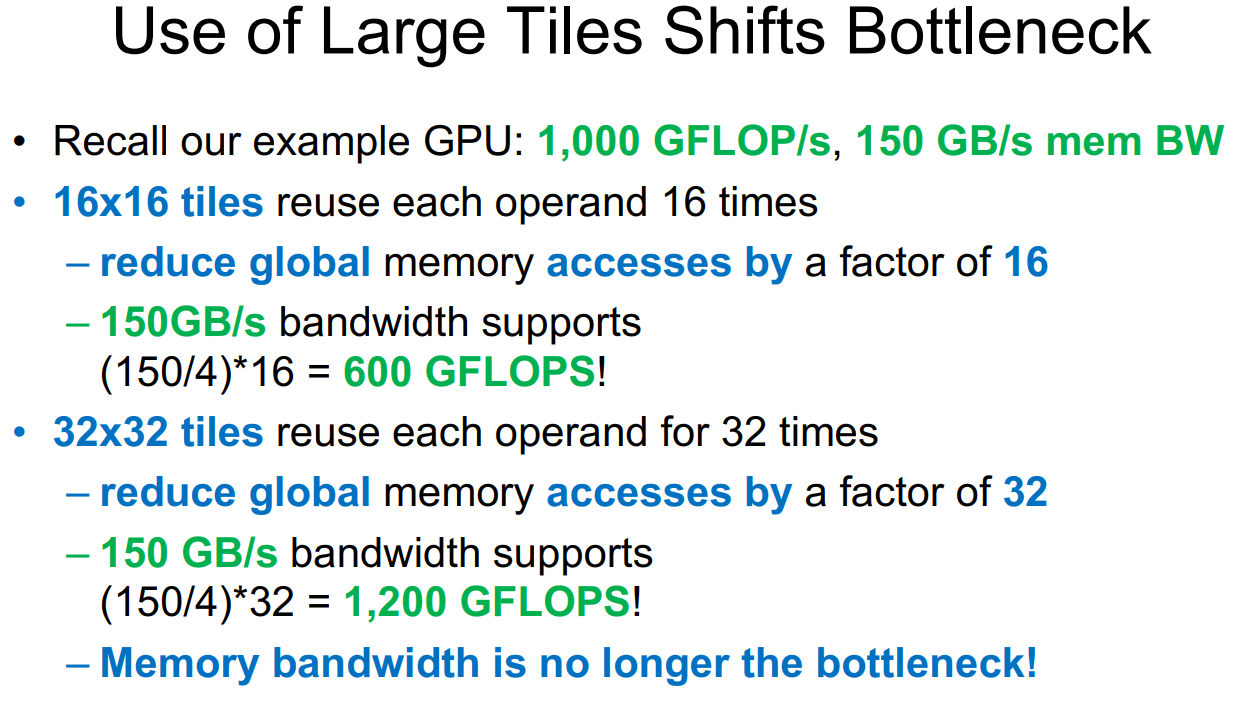 Use of Large Tiles Shifts Bottleneck
• Recall our example GPU: 1,000 GFLOP/s, 150 GB/s mem BW
• 16x16 tiles reuse each operand 16 times
– reduce global memory accesses by a factor of 16
– 150GB/s bandwidth supports
(150/4)*16 = 600 GFLOPS!
• 32x32 tiles reuse each operand for 32 times
– reduce global memory accesses by a factor of 32
– 150 GB/s bandwidth supports
(150/4)*32 = 1,200 GFLOPS!
– Memory bandwidth is no longer the bottleneck!